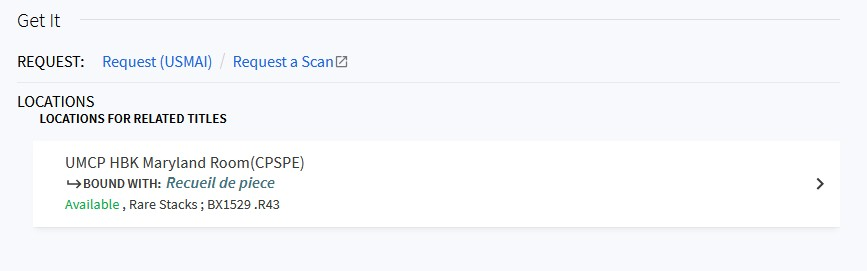 Get It
REQUEST: Request (USMAI) / Request a Scan
LOCATIONS
LOCATIONS FOR RELATED TITLES
UMCP HBK Maryland Room(CPSPE)
BOUND WITH: Recueil de piece
Available , Rare Stacks ; BX1529 .R43